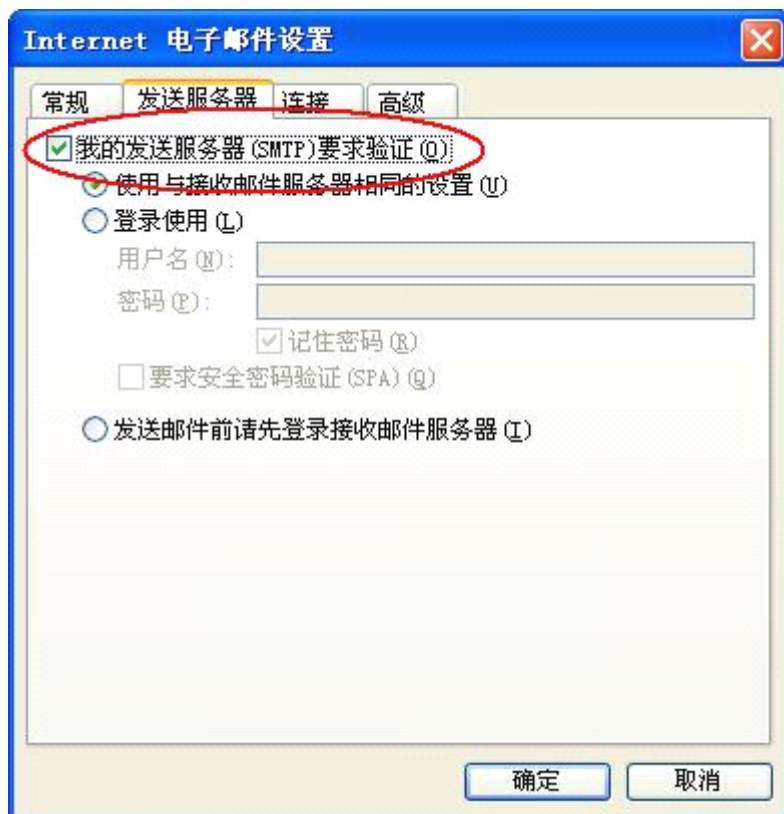 Internet 电子邮件设置
常规 发送服务器 连接 高级
我的发送服务器(SMTP)要求验证(O)
使用与接收邮件服务器相同的设置(U)
登录使用(L)
用户名(N):
密码(P):
记住密码(R)
要求安全密码验证(SPA)(Q)
发送邮件前请先登录接收邮件服务器(I)
确定 取消